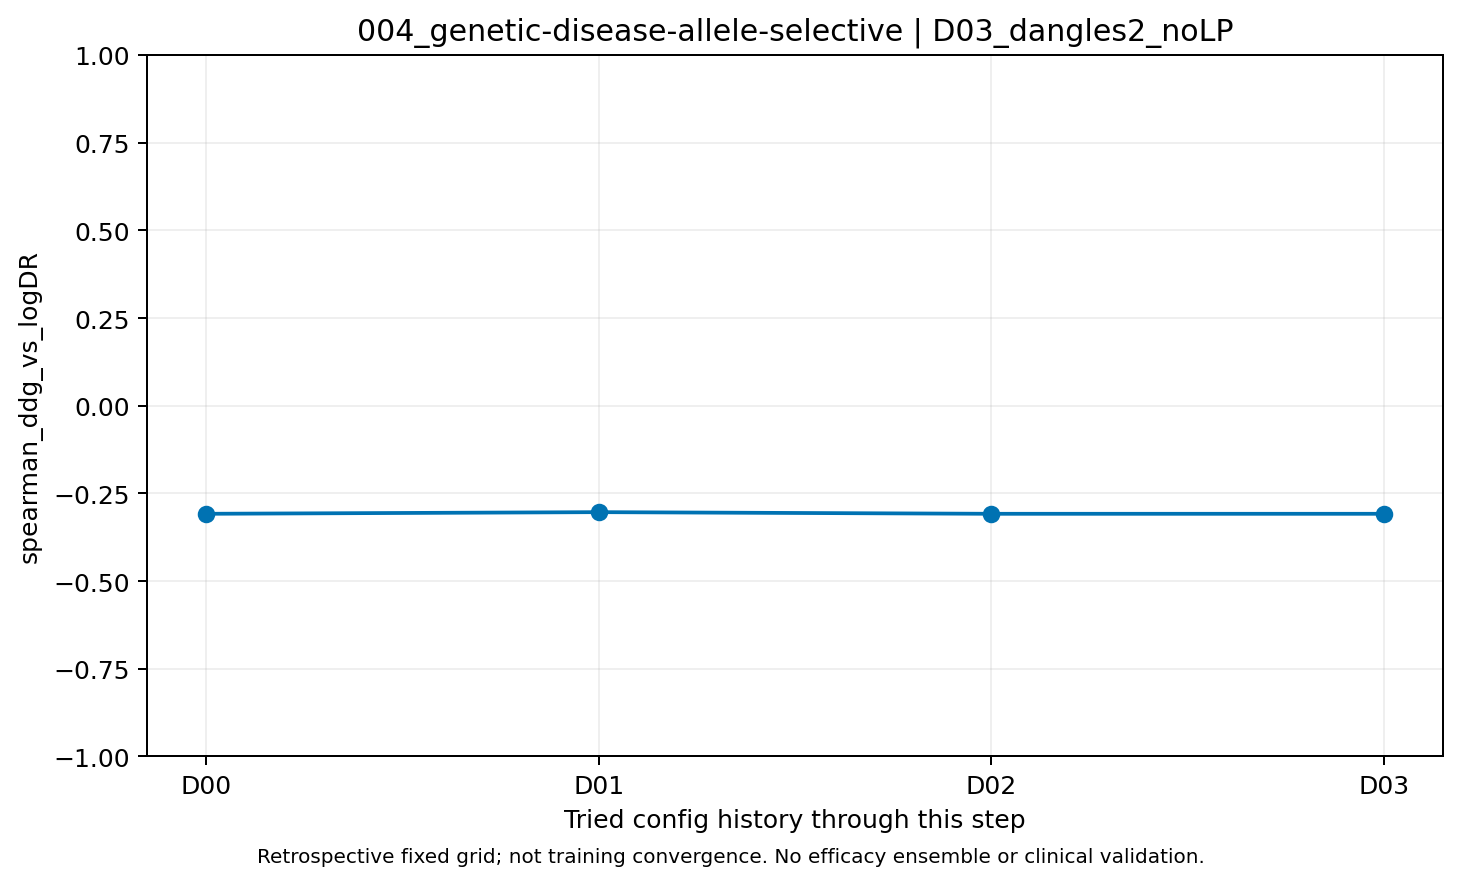 004_genetic-disease-allele-selective | D03_dangles2_noLP
spearman_ddg_vs_logDR
1.00
0.75
0.50
0.25
0.00
−0.25
−0.50
−0.75
−1.00
D00 D01 D02 D03
Tried config history through this step
Retrospective fixed grid; not training convergence. No efficacy ensemble or clinical validation.